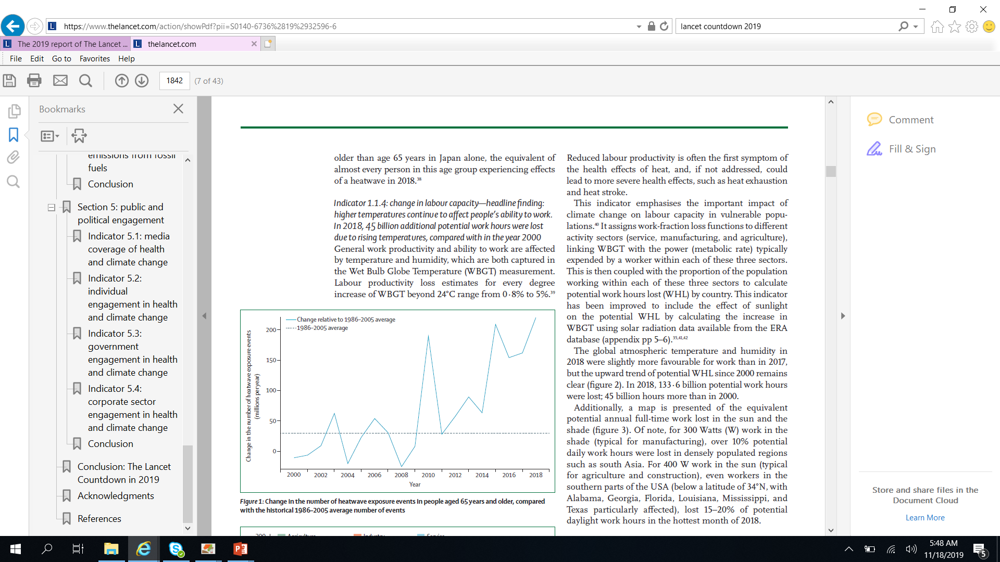 https://www.thelancet.com/action/showPdf?pii=S0140-6736%2819%2932596-6
lancet countdown 2019
The 2019 report of The Lancet ...
thelancet.com
File Edit Go to Favorites Help
1842 (7 of 43)
Bookmarks
emissions from fossil
fuels
Conclusion
Section 5: public and
political engagement
Indicator 5.1: media
coverage of health
and climate change
Indicator 5.2:
individual
engagement in health
and climate change
Indicator 5.3:
government
engagement in health
and climate change
Indicator 5.4:
corporate sector
engagement in health
and climate change
Conclusion
Conclusion: The Lancet
Countdown in 2019
Acknowledgments
References
older than age 65 years in Japan alone, the equivalent of
almost every person in this age group experiencing effects
of a heatwave in 2018.38
Indicator 1.1.4: change in labour capacity—headline finding:
higher temperatures continue to affect people's ability to work.
In 2018, 45 billion additional potential work hours were lost
due to rising temperatures, compared with in the year 2000
General work productivity and ability to work are affected
by temperature and humidity, which are both captured in
the Wet Bulb Globe Temperature (WBGT) measurement.
Labour productivity loss estimates for every degree
increase of WBGT beyond 24°C range from 0·8% to 5%.39
Change relative to 1986–2005 average
1986–2005 average
Change in the number of heatwave exposure events
(millions per year)
200
150
100
50
0
2000 2002 2004 2006 2008 2010 2012 2014 2016 2018
Year
Figure 1: Change in the number of heatwave exposure events in people aged 65 years and older, compared
with the historical 1986–2005 average number of events
200 Agriculture Industry Service
Reduced labour productivity is often the first symptom of
the health effects of heat, and, if not addressed, could
lead to more severe health effects, such as heat exhaustion
and heat stroke.
This indicator emphasises the important impact of
climate change on labour capacity in vulnerable popu-
lations.40 It assigns work-fraction loss functions to different
activity sectors (service, manufacturing, and agriculture),
linking WBGT with the power (metabolic rate) typically
expended by a worker within each of these three sectors.
This is then coupled with the proportion of the population
working within each of these three sectors to calculate
potential work hours lost (WHL) by country. This indicator
has been improved to include the effect of sunlight
on the potential WHL by calculating the increase in
WBGT using solar radiation data available from the ERA
database (appendix pp 5–6).35,41,42
The global atmospheric temperature and humidity in
2018 were slightly more favourable for work than in 2017,
but the upward trend of potential WHL since 2000 remains
clear (figure 2). In 2018, 133·6 billion potential work hours
were lost; 45 billion hours more than in 2000.
Additionally, a map is presented of the equivalent
potential annual full-time work lost in the sun and the
shade (figure 3). Of note, for 300 Watts (W) work in the
shade (typical for manufacturing), over 10% potential
daily work hours were lost in densely populated regions
such as south Asia. For 400 W work in the sun (typical
for agriculture and construction), even workers in the
southern parts of the USA (below a latitude of 34°N, with
Alabama, Georgia, Florida, Louisiana, Mississippi, and
Texas particularly affected), lost 15–20% of potential
daylight work hours in the hottest month of 2018.
Comment
Fill & Sign
Store and share files in the
Document Cloud
Learn More
5:48 AM
11/18/2019
5